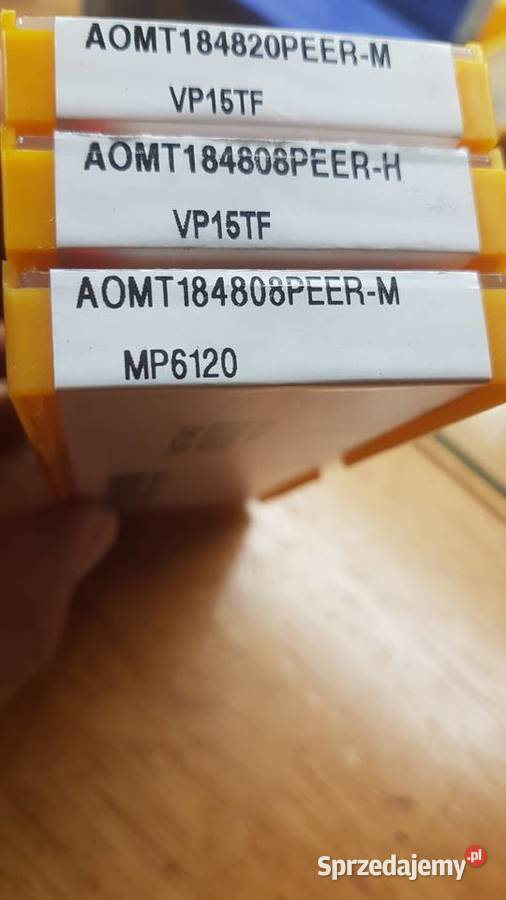 AOMT184820PEER-M
VP15TF
AOMT184808PEER-H
VP15TF
AOMT184808PEER-M
MP6120
Sprzedajemy.pl